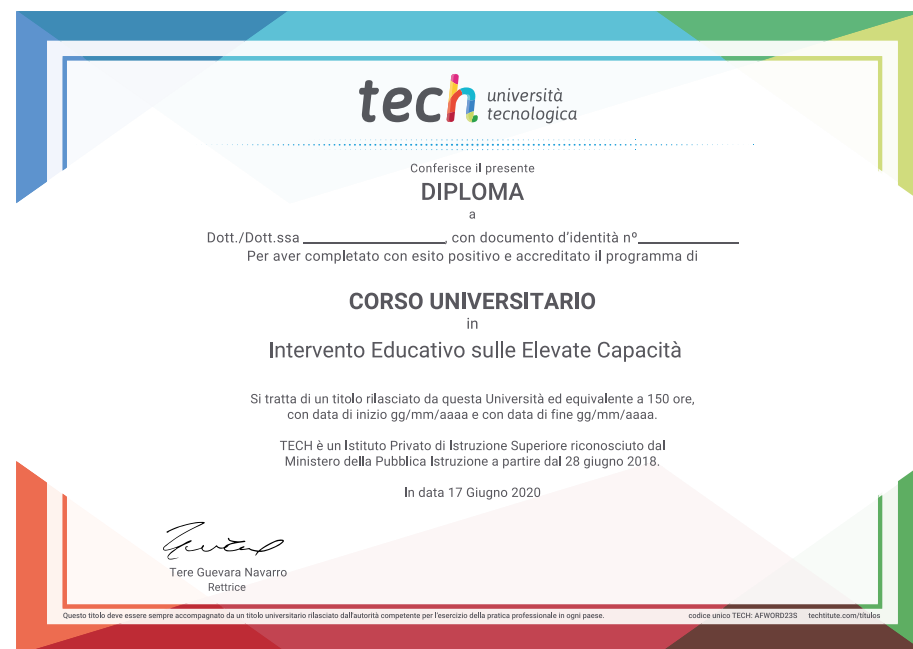 tech università
tecnologica
Conferisce il presente
DIPLOMA
a
Dott./Dott.ssa ____________________, con documento d'identità nº______________
Per aver completato con esito positivo e accreditato il programma di
CORSO UNIVERSITARIO
in
Intervento Educativo sulle Elevate Capacità
Si tratta di un titolo rilasciato da questa Università ed equivalente a 150 ore,
con data di inizio gg/mm/aaaa e con data di fine gg/mm/aaaa.
TECH è un Istituto Privato di Istruzione Superiore riconosciuto dal
Ministero della Pubblica Istruzione a partire dal 28 giugno 2018.
In data 17 Giugno 2020
Tere Guevara Navarro
Rettrice
Questo titolo deve essere sempre accompagnato da un titolo universitario rilasciato dall'autorità competente per l'esercizio della pratica professionale in ogni paese. codice unico TECH: AFWORD23S techtitute.com/titulos